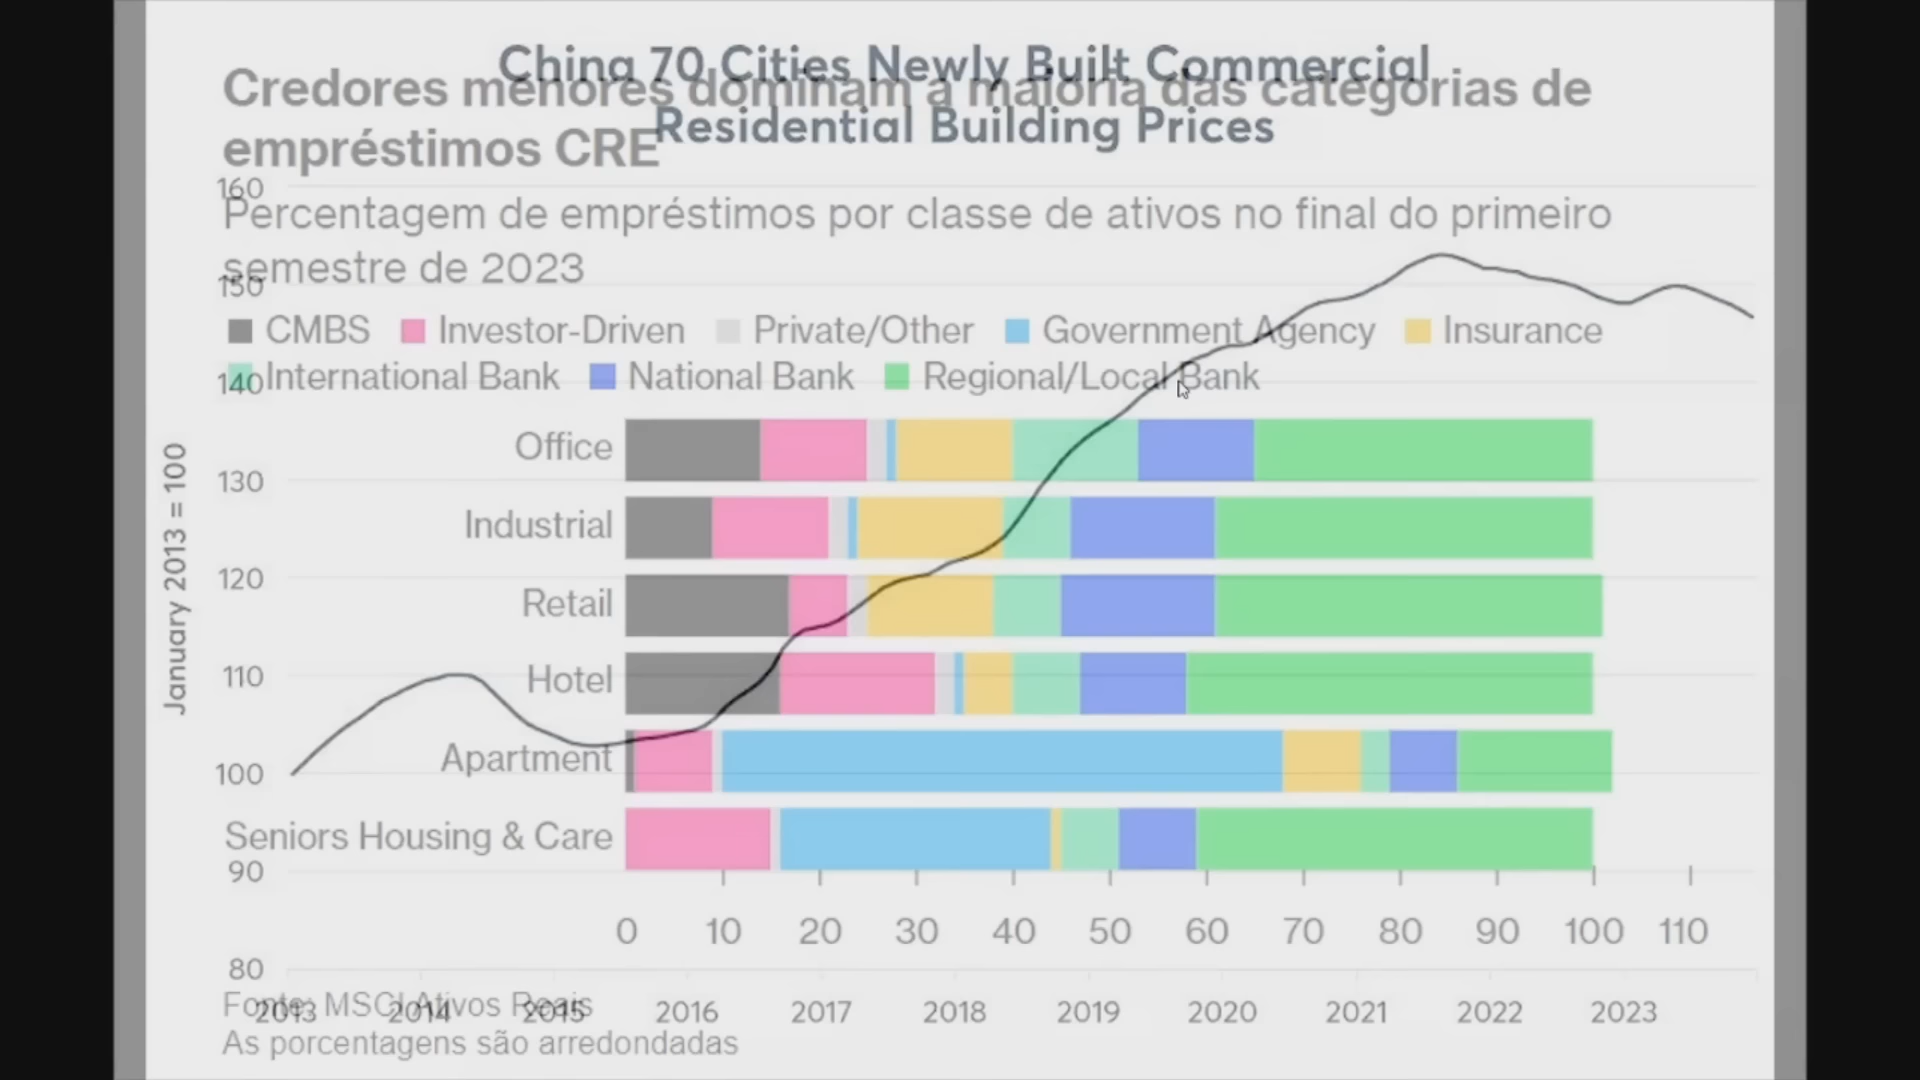 China 70 Cities Newly Built Commercial
Residential Building Prices
Credores menores dominam a maioria das categorias de
empréstimos CRE
Percentagem de empréstimos por classe de ativos no final do primeiro
semestre de 2023
CMBS Investor-Driven Private/Other Government Agency Insurance
International Bank National Bank Regional/Local Bank
January 2013 = 100
160
150
140
130
120
110
100
90
80
Office
Industrial
Retail
Hotel
Apartment
Seniors Housing & Care
0 10 20 30 40 50 60 70 80 90 100 110
2013 2014 2015 2016 2017 2018 2019 2020 2021 2022 2023
Fonte: MSCI Ativos Reais
As porcentagens são arredondadas